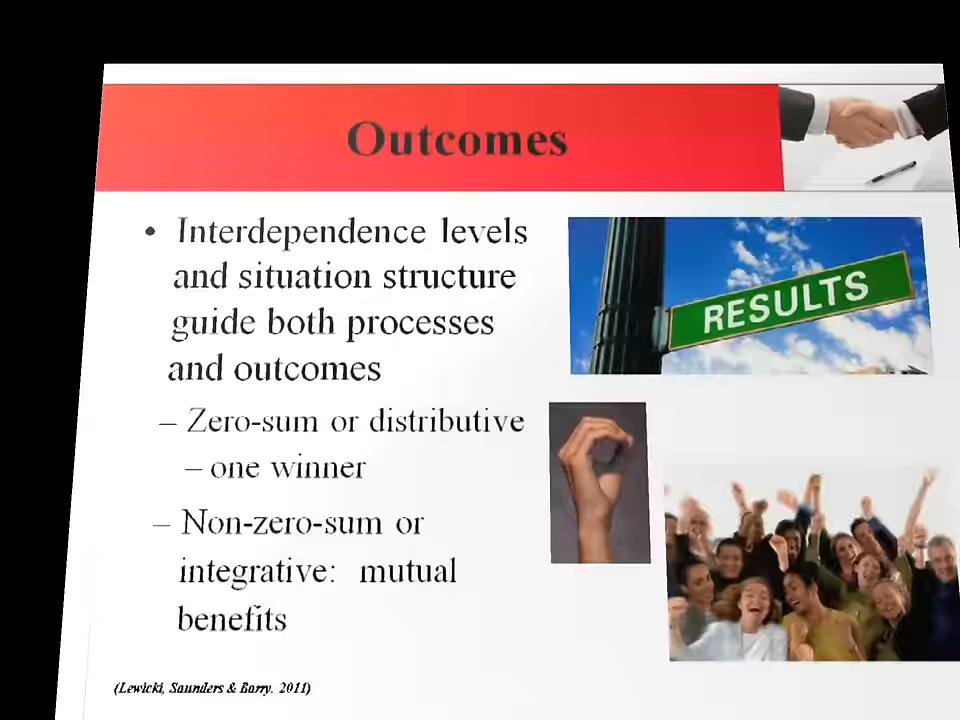 Outcomes
• Interdependence levels
and situation structure
guide both processes
and outcomes
– Zero-sum or distributive
– one winner
– Non-zero-sum or
integrative: mutual
benefits
RESULTS
(Lewicki, Saunders & Barry. 2011)